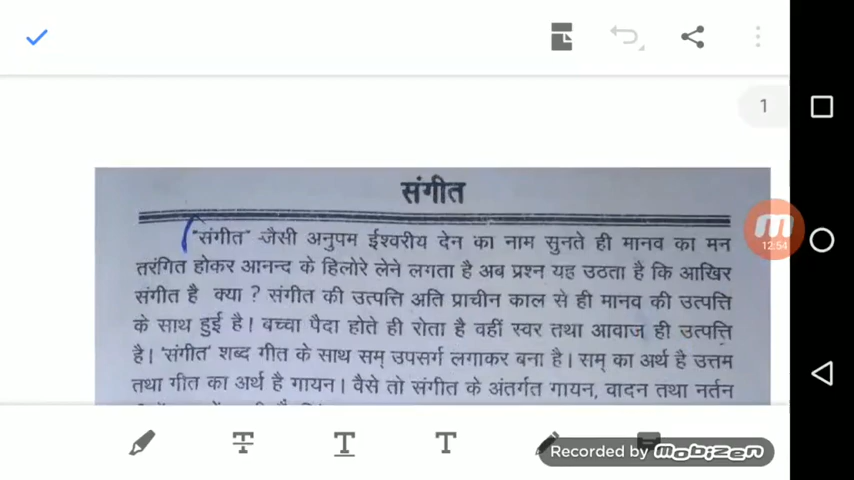 1
संगीत
"संगीत" जैसी अनुपम ईश्वरीय देन का नाम सुनते ही मानव का मन
12:54
तरंगित होकर आनन्द के हिलोरे लेने लगता है अब प्रश्न यह उठता है कि आखिर
संगीत है क्या ? संगीत की उत्पत्ति अति प्राचीन काल से ही मानव की उत्पत्ति
के साथ हुई है। बच्चा पैदा होते ही रोता है वहीं स्वर तथा आवाज ही उत्पत्ति
है। 'संगीत' शब्द गीत के साथ सम् उपसर्ग लगाकर बना है। राम् का अर्थ है उत्तम
तथा गीत का अर्थ है गायन। वैसे तो संगीत के अंतर्गत गायन, वादन तथा नर्तन
T T T
Recorded by mobizen